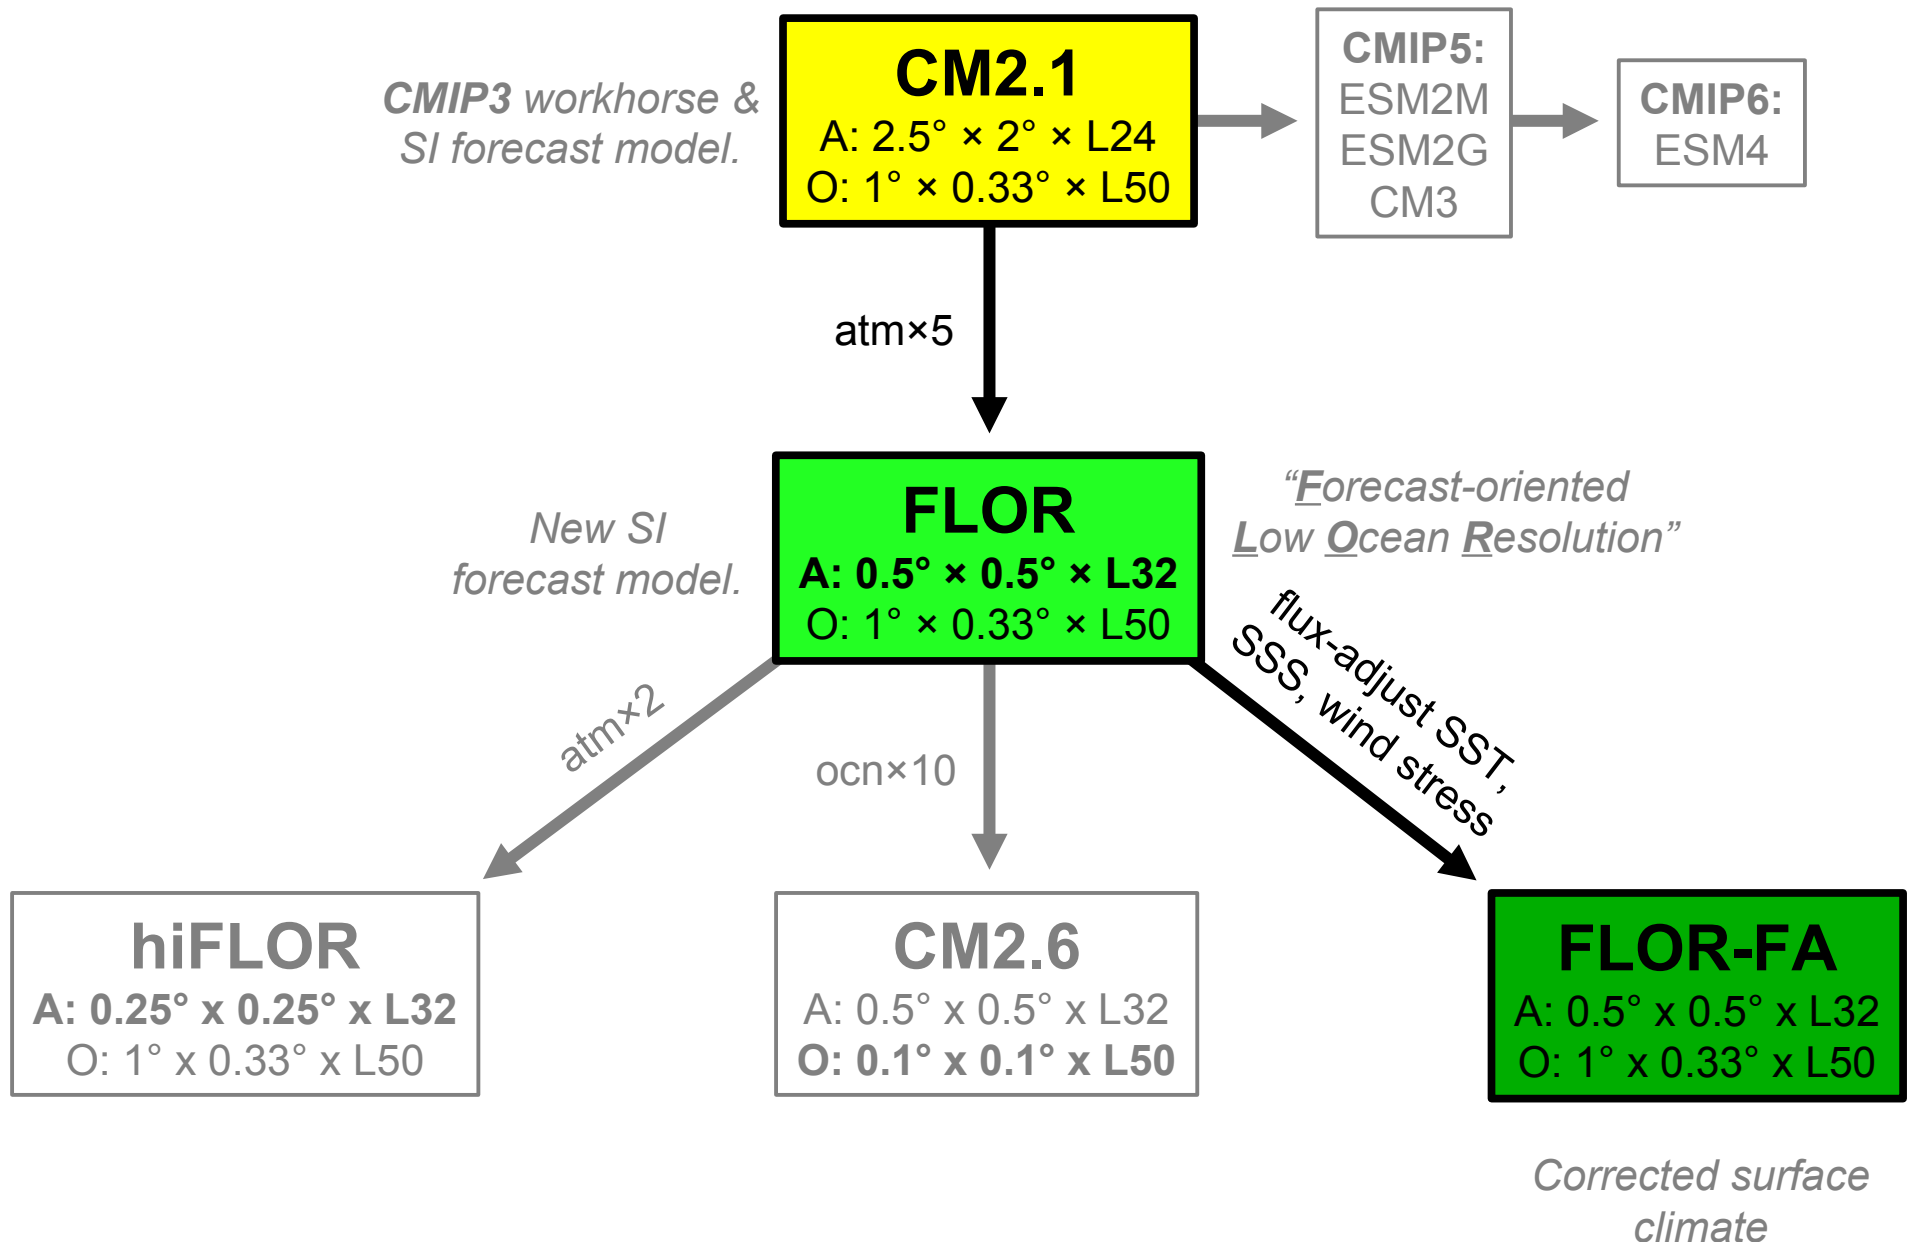 CMIP3 workhorse &
SI forecast model.
CM2.1
A: 2.5° × 2° × L24
O: 1° × 0.33° × L50
CMIP5:
ESM2M
ESM2G
CM3
CMIP6:
ESM4
atm×5
New SI
forecast model.
FLOR
A: 0.5° × 0.5° × L32
O: 1° × 0.33° × L50
“Forecast-oriented
Low Ocean Resolution”
atm×2
ocn×10
flux-adjust SST,
SSS, wind stress
hiFLOR
A: 0.25° x 0.25° x L32
O: 1° x 0.33° x L50
CM2.6
A: 0.5° x 0.5° x L32
O: 0.1° x 0.1° x L50
FLOR-FA
A: 0.5° x 0.5° x L32
O: 1° x 0.33° x L50
Corrected surface
climate